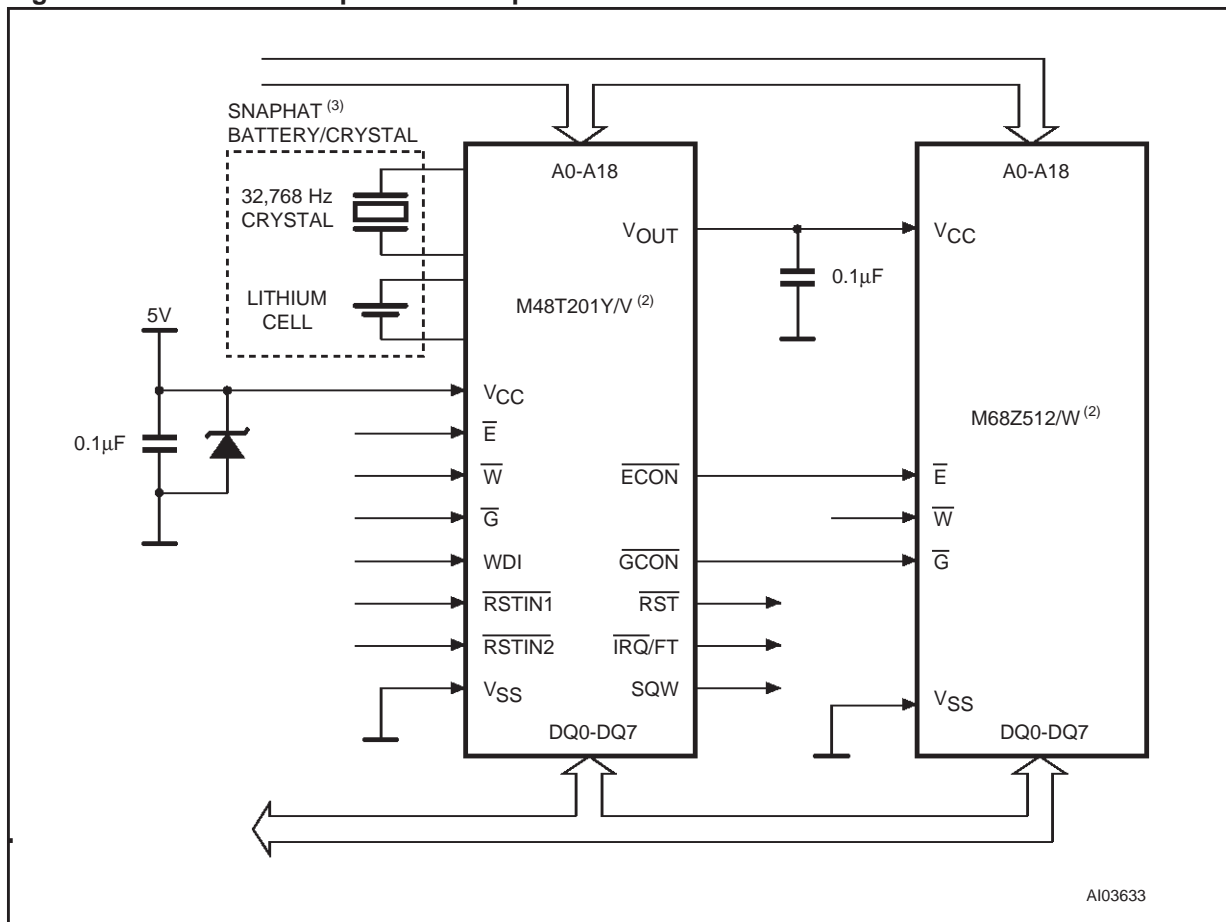 SNAPHAT (3)
BATTERY/CRYSTAL
32,768 Hz
CRYSTAL
LITHIUM
CELL
5V
0.1µF
A0-A18
VOUT
M48T201Y/V (2)
VCC
E
W
G
WDI
RSTIN1
RSTIN2
VSS
ECON
GCON
RST
IRQ/FT
SQW
DQ0-DQ7
0.1µF
A0-A18
VCC
M68Z512/W (2)
E
W
G
VSS
DQ0-DQ7
AI03633